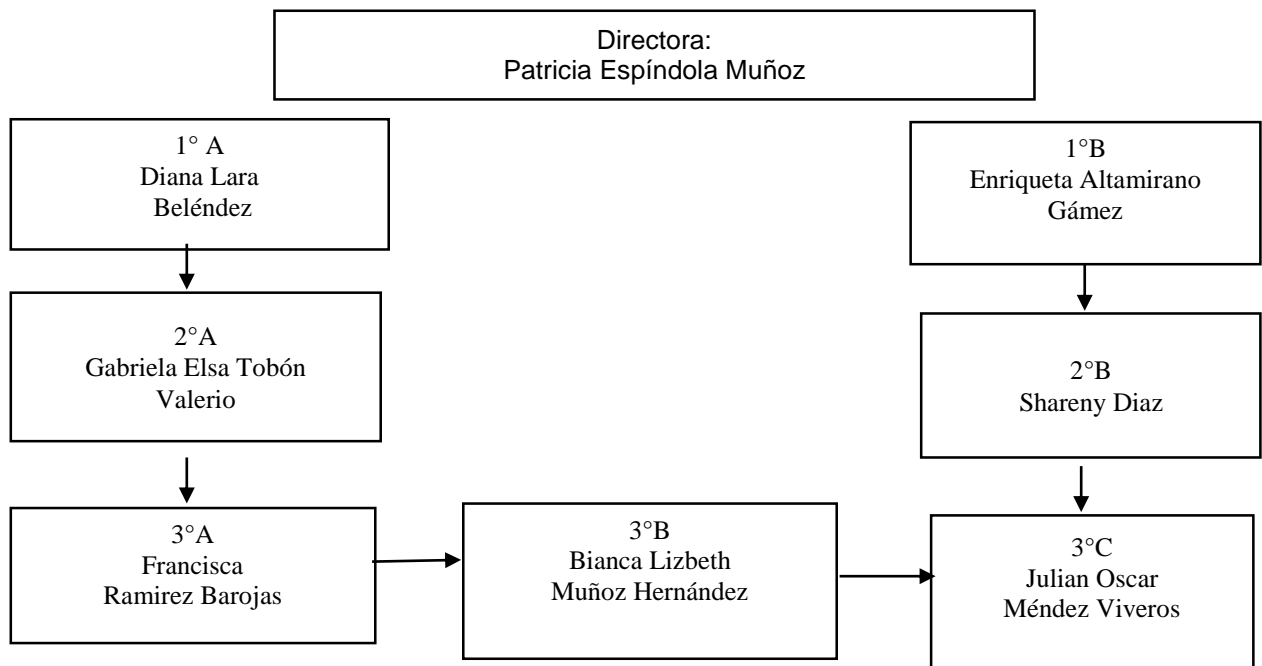 Directora:
Patricia Espíndola Muñoz
1° A
Diana Lara
Beléndez
1°B
Enriqueta Altamirano
Gámez
2°A
Gabriela Elsa Tobón
Valerio
2°B
Shareny Diaz
3°A
Francisca
Ramirez Barojas
3°B
Bianca Lizbeth
Muñoz Hernández
3°C
Julian Oscar
Méndez Viveros